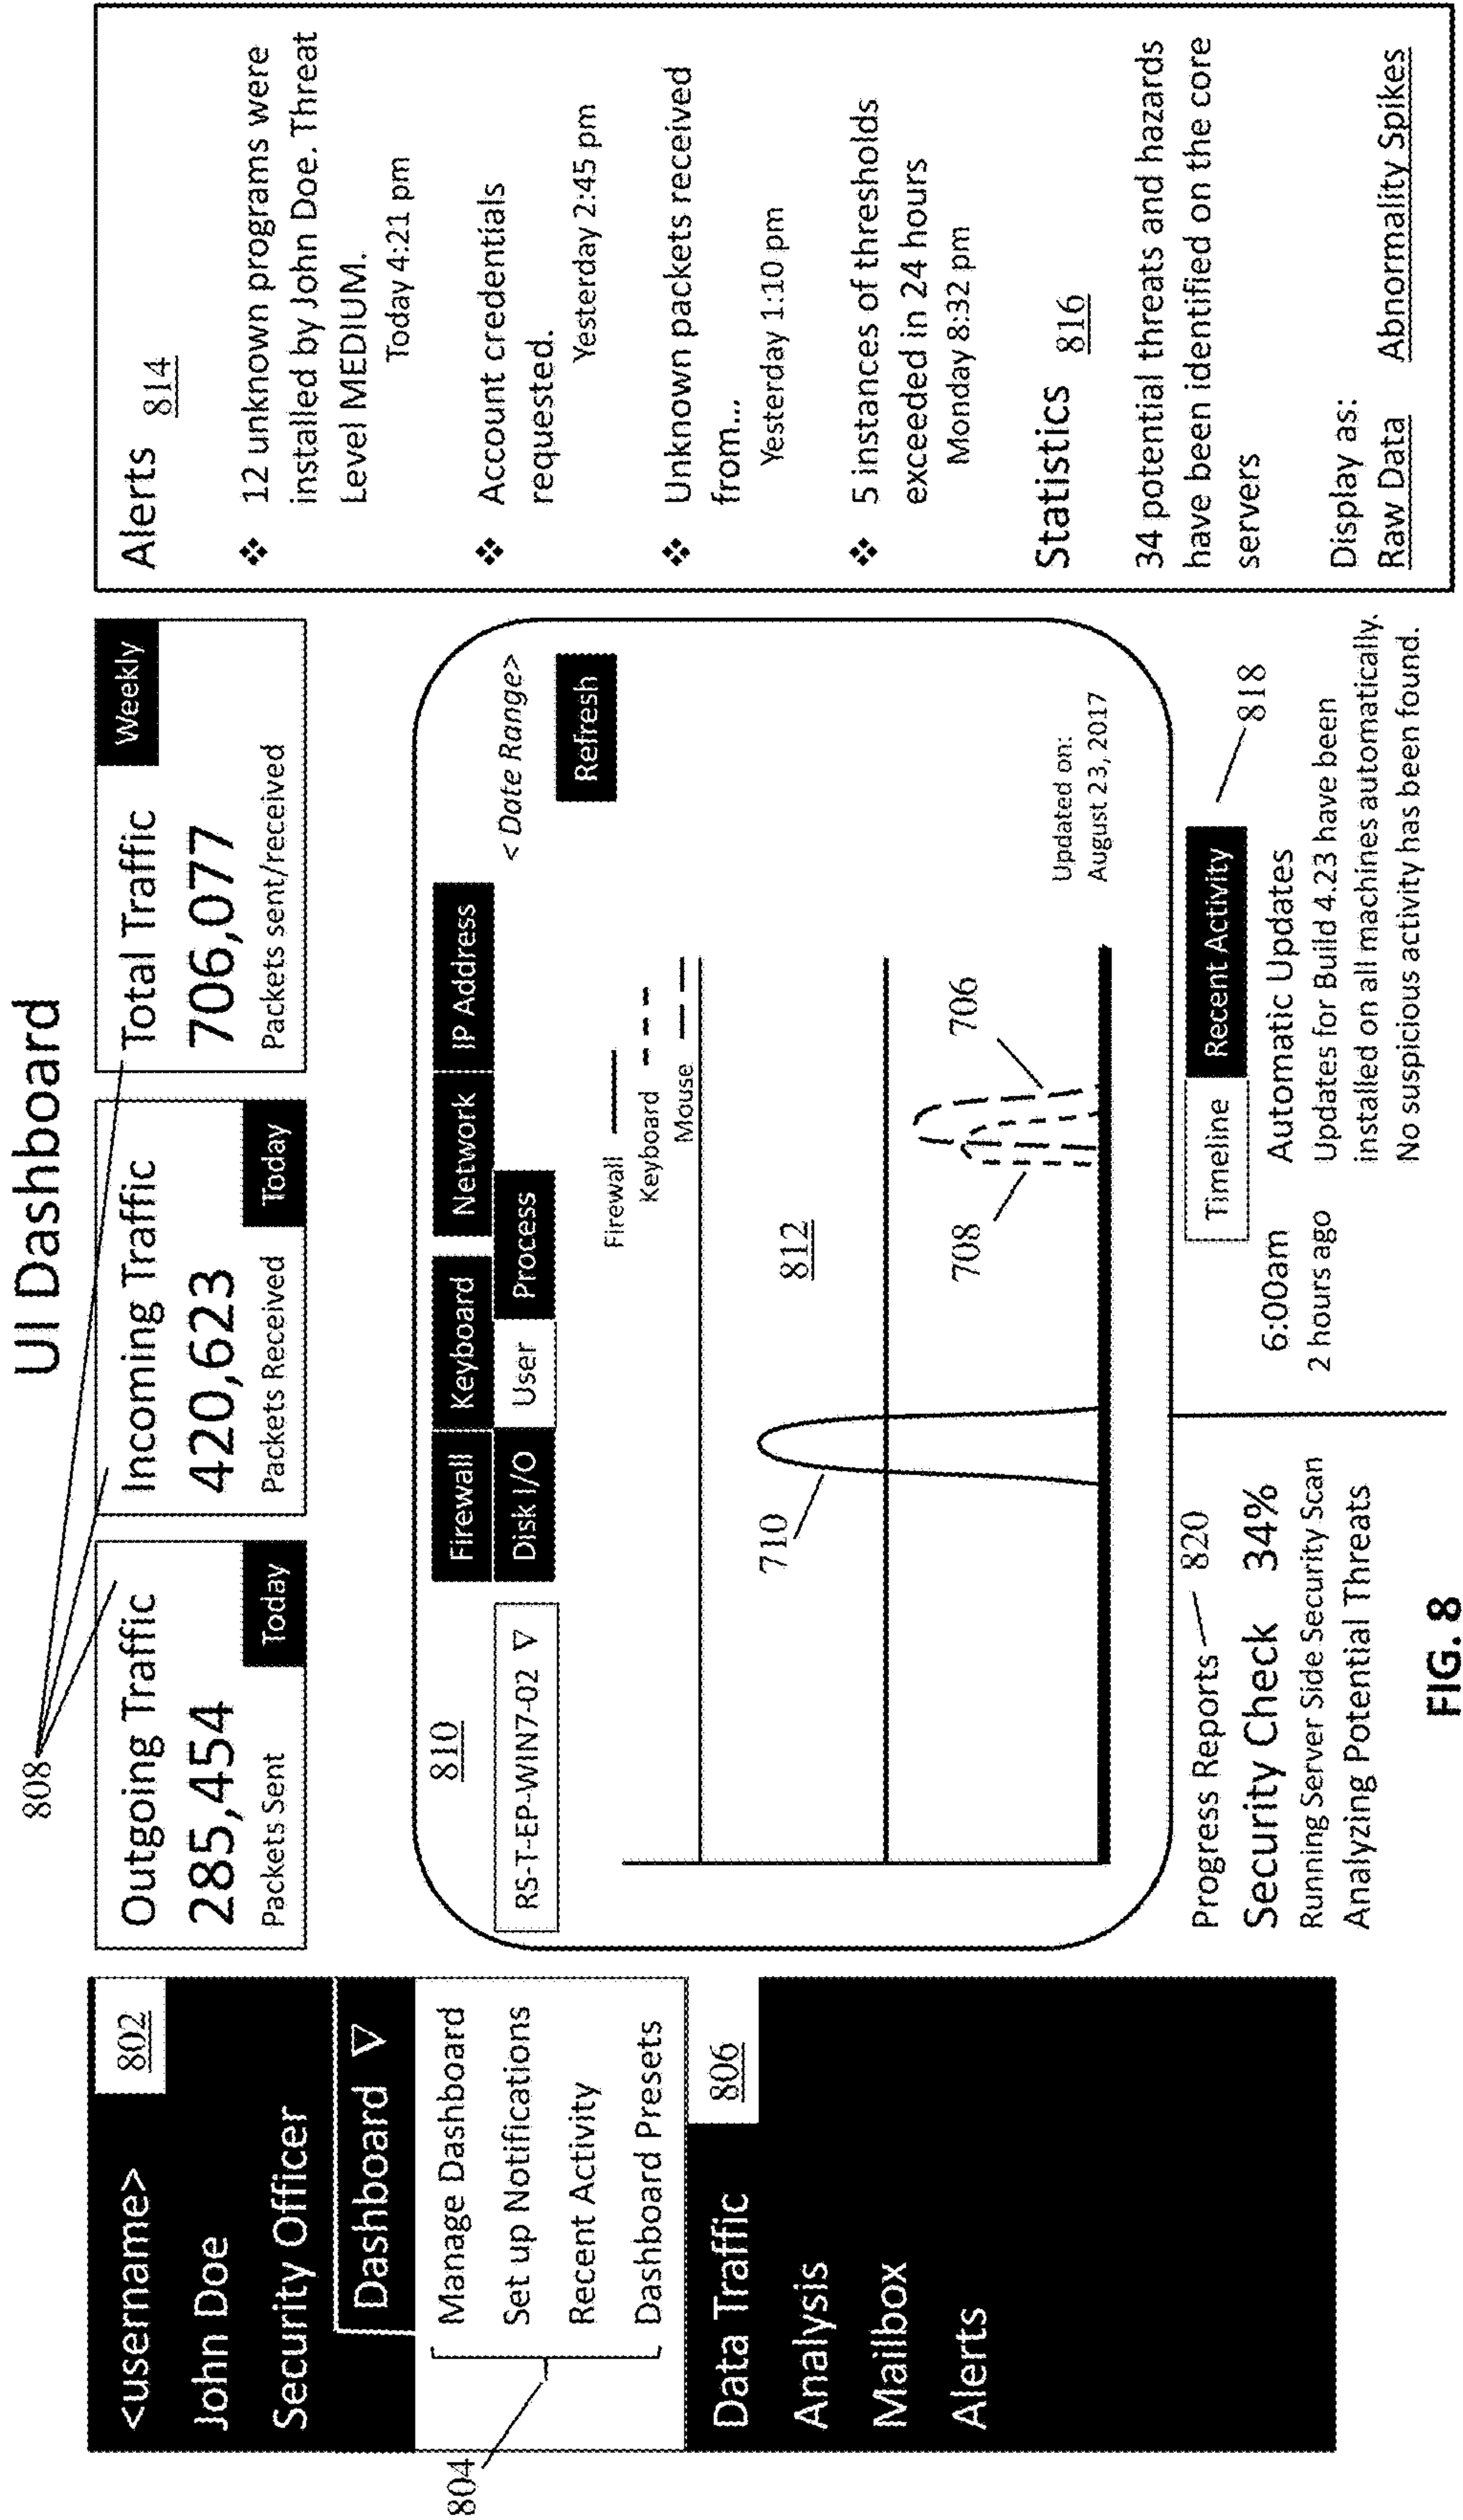 UI Dashboard
808
<username>
802
John Doe
Security Officer
Dashboard ▽
804
Manage Dashboard
Set up Notifications
Recent Activity
Dashboard Presets
806
Data Traffic
Analysis
Mailbox
Alerts
Outgoing Traffic
285,454
Packets Sent
Today
Incoming Traffic
420,623
Packets Received
Today
Total Traffic
Weekly
706,077
Packets sent/received
810
Firewall
Keyboard
Network
IP Address
RS-T-EP-WIN7-02 ▽
Disk I/O
User
Process
< Date Range>
Refresh
Firewall
Keyboard
Mouse
710
812
708
706
Updated on:
August 23, 2017
Progress Reports
820
Security Check 34%
Running Server Side Security Scan
Analyzing Potential Threats
Timeline
Recent Activity
818
6:00am
Automatic Updates
2 hours ago
Updates for Build 4.23 have been
installed on all machines automatically.
No suspicious activity has been found.
Alerts
814
❖ 12 unknown programs were
installed by John Doe. Threat
Level MEDIUM.
Today 4:21 pm
❖ Account credentials
requested.
Yesterday 2:45 pm
❖ Unknown packets received
from...
Yesterday 1:10 pm
❖ 5 instances of thresholds
exceeded in 24 hours
Monday 8:32 pm
Statistics
816
34 potential threats and hazards
have been identified on the core
servers
Display as:
Raw Data
Abnormality Spikes
FIG. 8